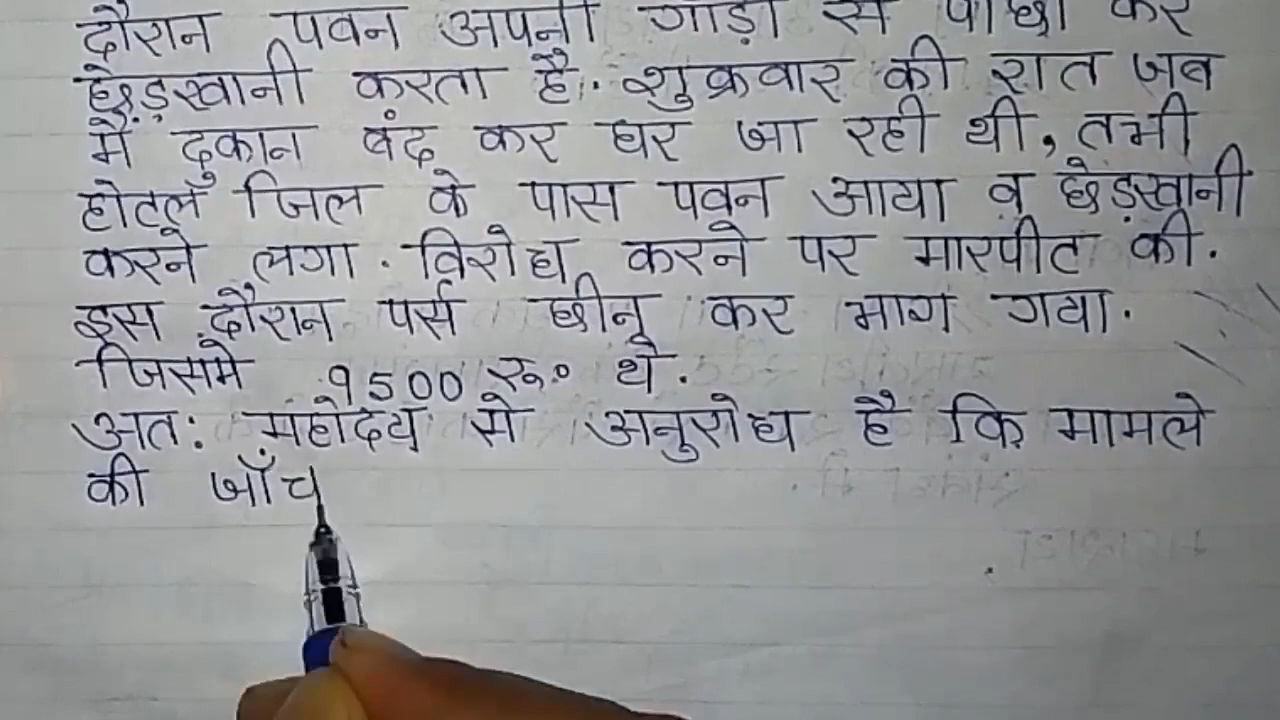 दौरान पवन अपनी गाड़ी से पीछा कर
छेड़खानी करता है. शुक्रवार की रात जब
मैं दुकान बंद कर घर जा रही थी, तभी
होटल जिल के पास पवन आया व छेड़खानी
करने लगा. विरोध करने पर मारपीट की.
इस दौरान पर्स छीन कर भाग गया.
जिसमे १500 रू० थे.
अतः महोदय से अनुरोध है कि मामले
की जाँच